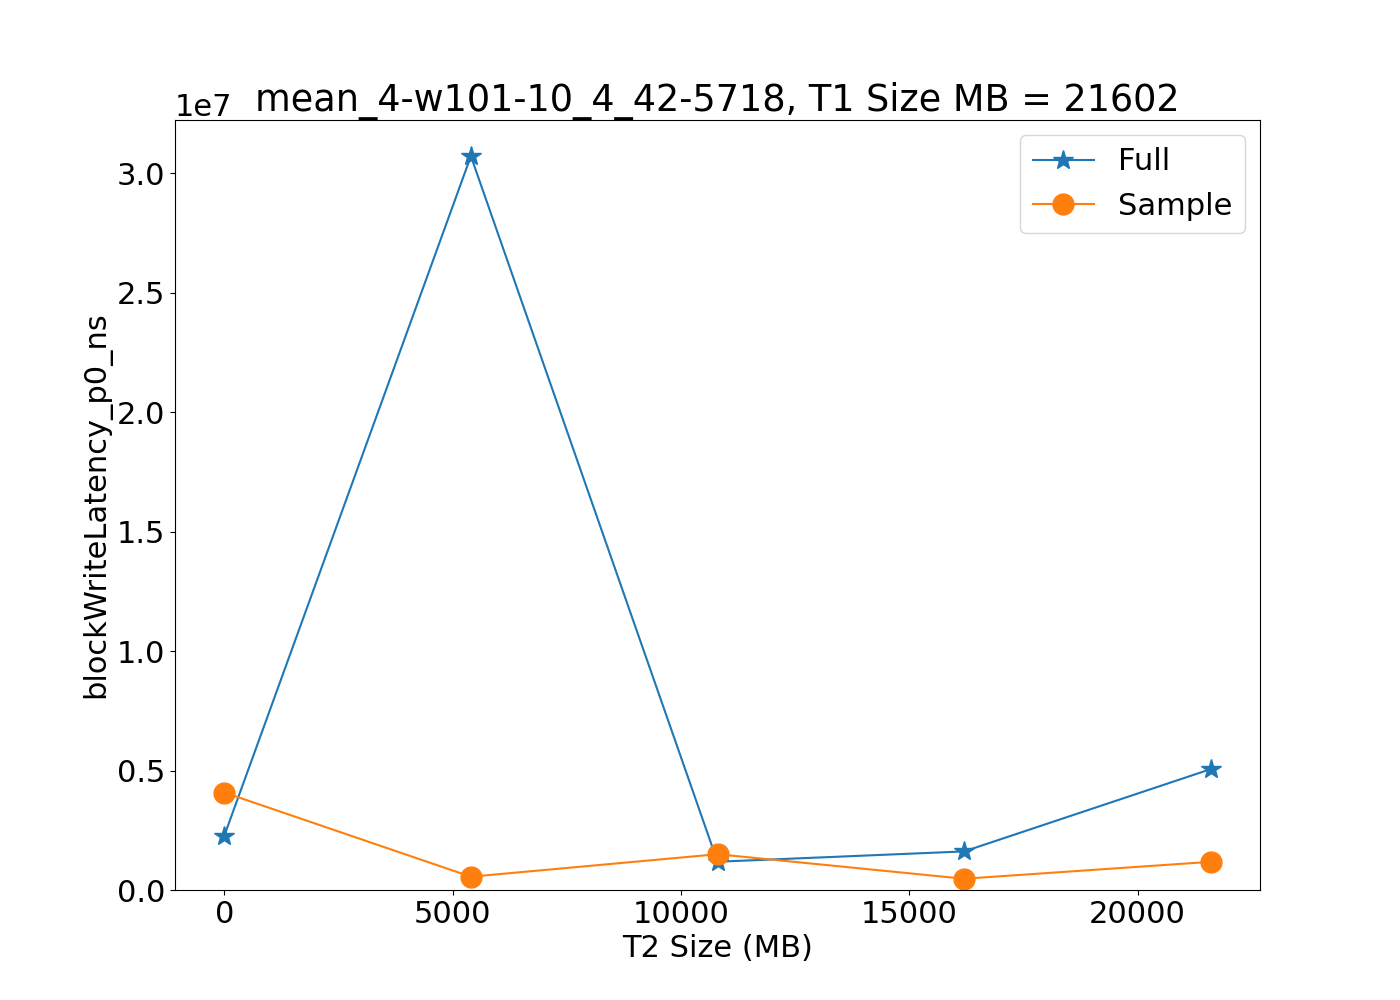 1e7
mean_4-w101-10_4_42-5718, T1 Size MB = 21602
Full
Sample
blockWriteLatency_p0_ns
3.0
2.5
2.0
1.5
1.0
0.5
0.0
0 5000 10000 15000 20000
T2 Size (MB)